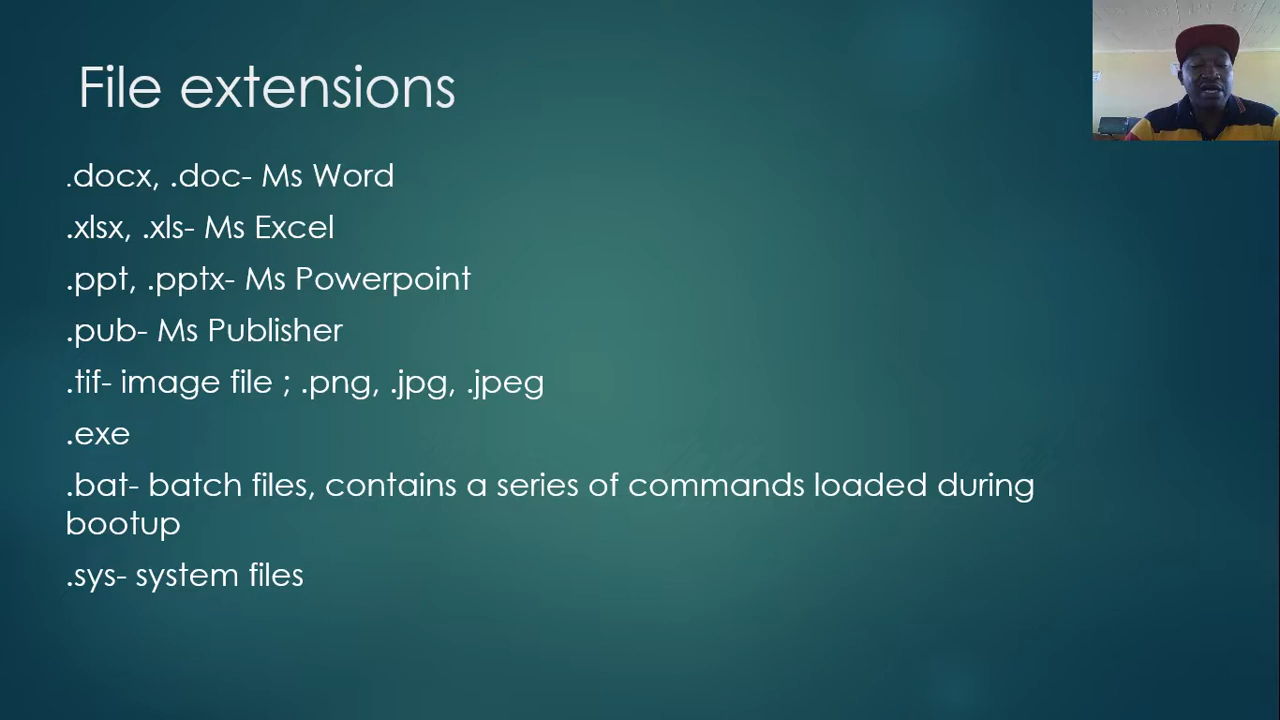 File extensions
.docx, .doc- Ms Word
.xlsx, .xls- Ms Excel
.ppt, .pptx- Ms Powerpoint
.pub- Ms Publisher
.tif- image file ; .png, .jpg, .jpeg
.exe
.bat- batch files, contains a series of commands loaded during
bootup
.sys- system files